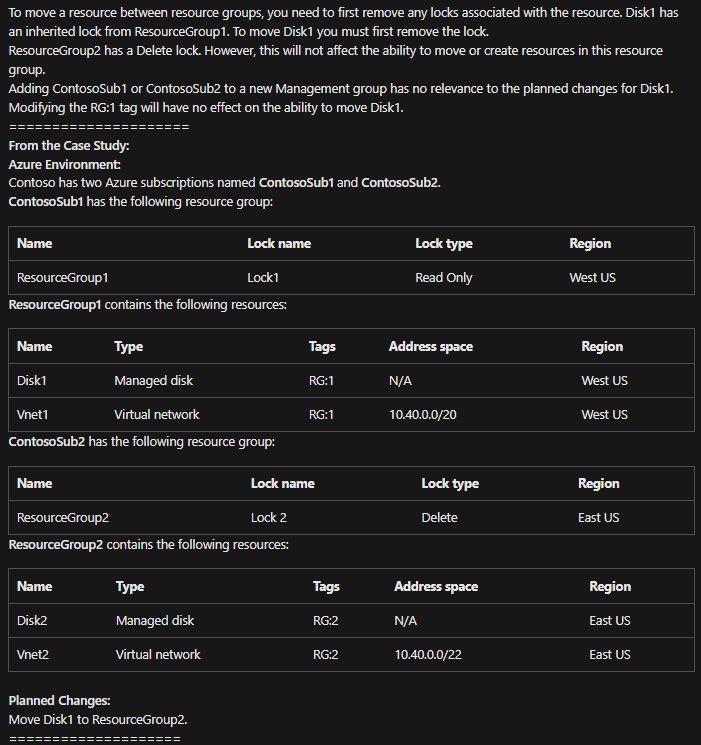 To move a resource between resource groups, you need to first remove any locks associated with the resource. Disk1 has
an inherited lock from ResourceGroup1. To move Disk1 you must first remove the lock.
ResourceGroup2 has a Delete lock. However, this will not affect the ability to move or create resources in this resource
group.
Adding ContosoSub1 or ContosoSub2 to a new Management group has no relevance to the planned changes for Disk1.
Modifying the RG:1 tag will have no effect on the ability to move Disk1.
=====================
From the Case Study:
Azure Environment:
Contoso has two Azure subscriptions named ContosoSub1 and ContosoSub2.
ContosoSub1 has the following resource group:
Name Lock name Lock type Region
ResourceGroup1 Lock1 Read Only West US
ResourceGroup1 contains the following resources:
Name Type Tags Address space Region
Disk1 Managed disk RG:1 N/A West US
Vnet1 Virtual network RG:1 10.40.0.0/20 West US
ContosoSub2 has the following resource group:
Name Lock name Lock type Region
ResourceGroup2 Lock 2 Delete East US
ResourceGroup2 contains the following resources:
Name Type Tags Address space Region
Disk2 Managed disk RG:2 N/A East US
Vnet2 Virtual network RG:2 10.40.0.0/22 East US
Planned Changes:
Move Disk1 to ResourceGroup2.
====================